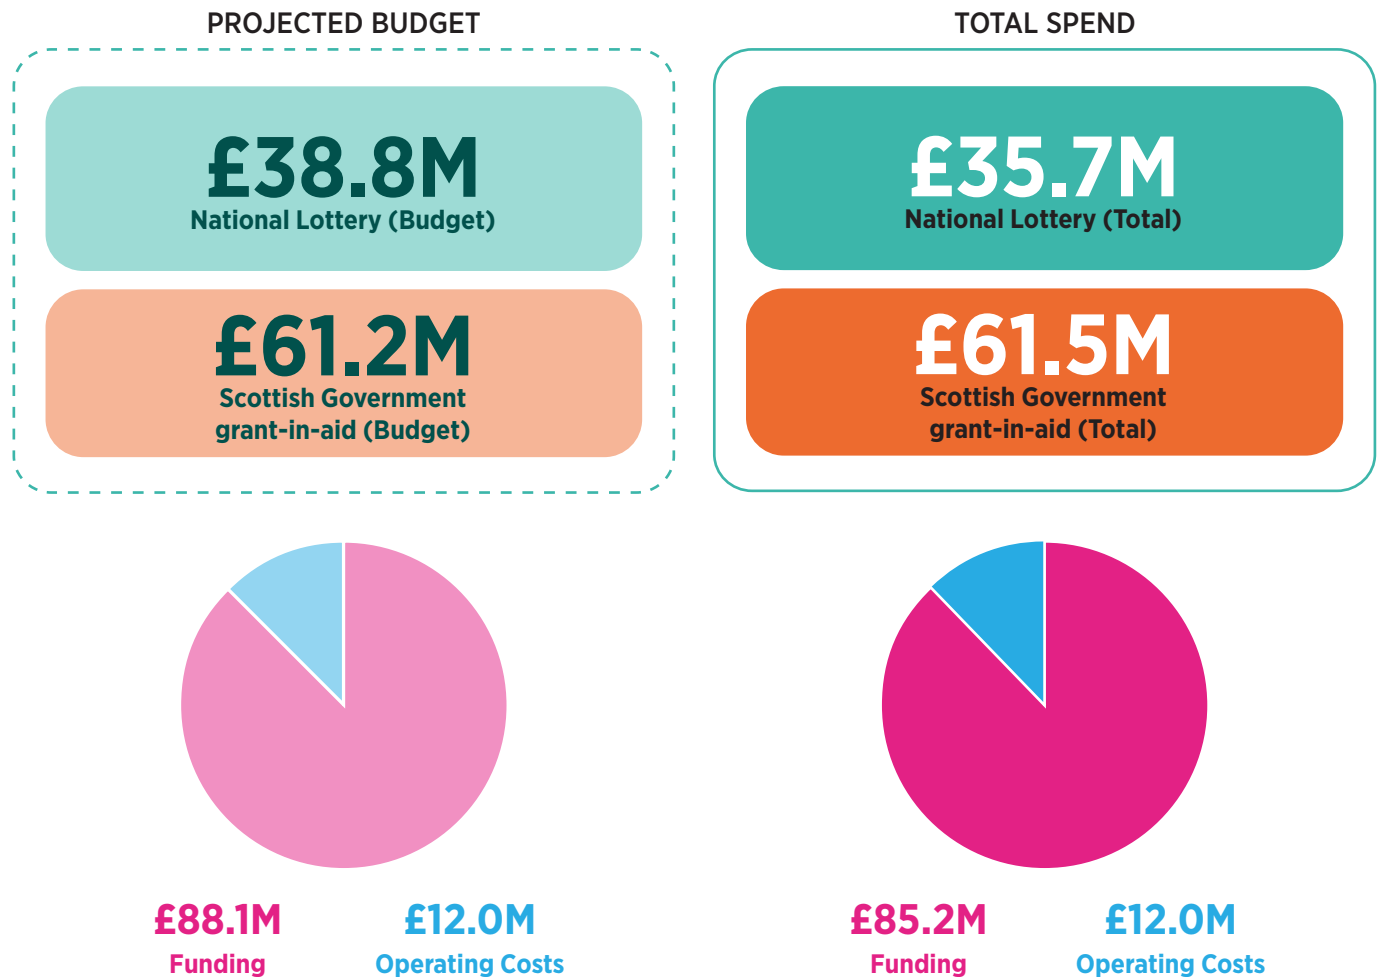 PROJECTED BUDGET
£38.8M
National Lottery (Budget)
£61.2M
Scottish Government
grant-in-aid (Budget)
£88.1M
Funding
£12.0M
Operating Costs
TOTAL SPEND
£35.7M
National Lottery (Total)
£61.5M
Scottish Government
grant-in-aid (Total)
£85.2M
Funding
£12.0M
Operating Costs